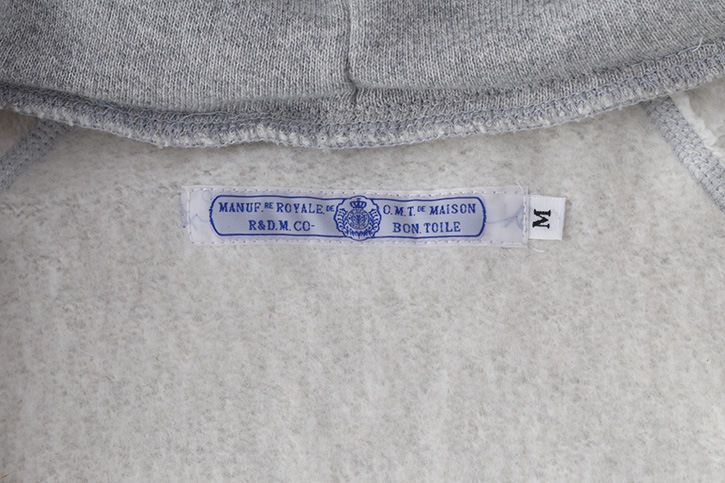 MANUF.RE ROYALE.DE O.M.T.DE MAISON
R&D.M.CO- BON.TOILE
M